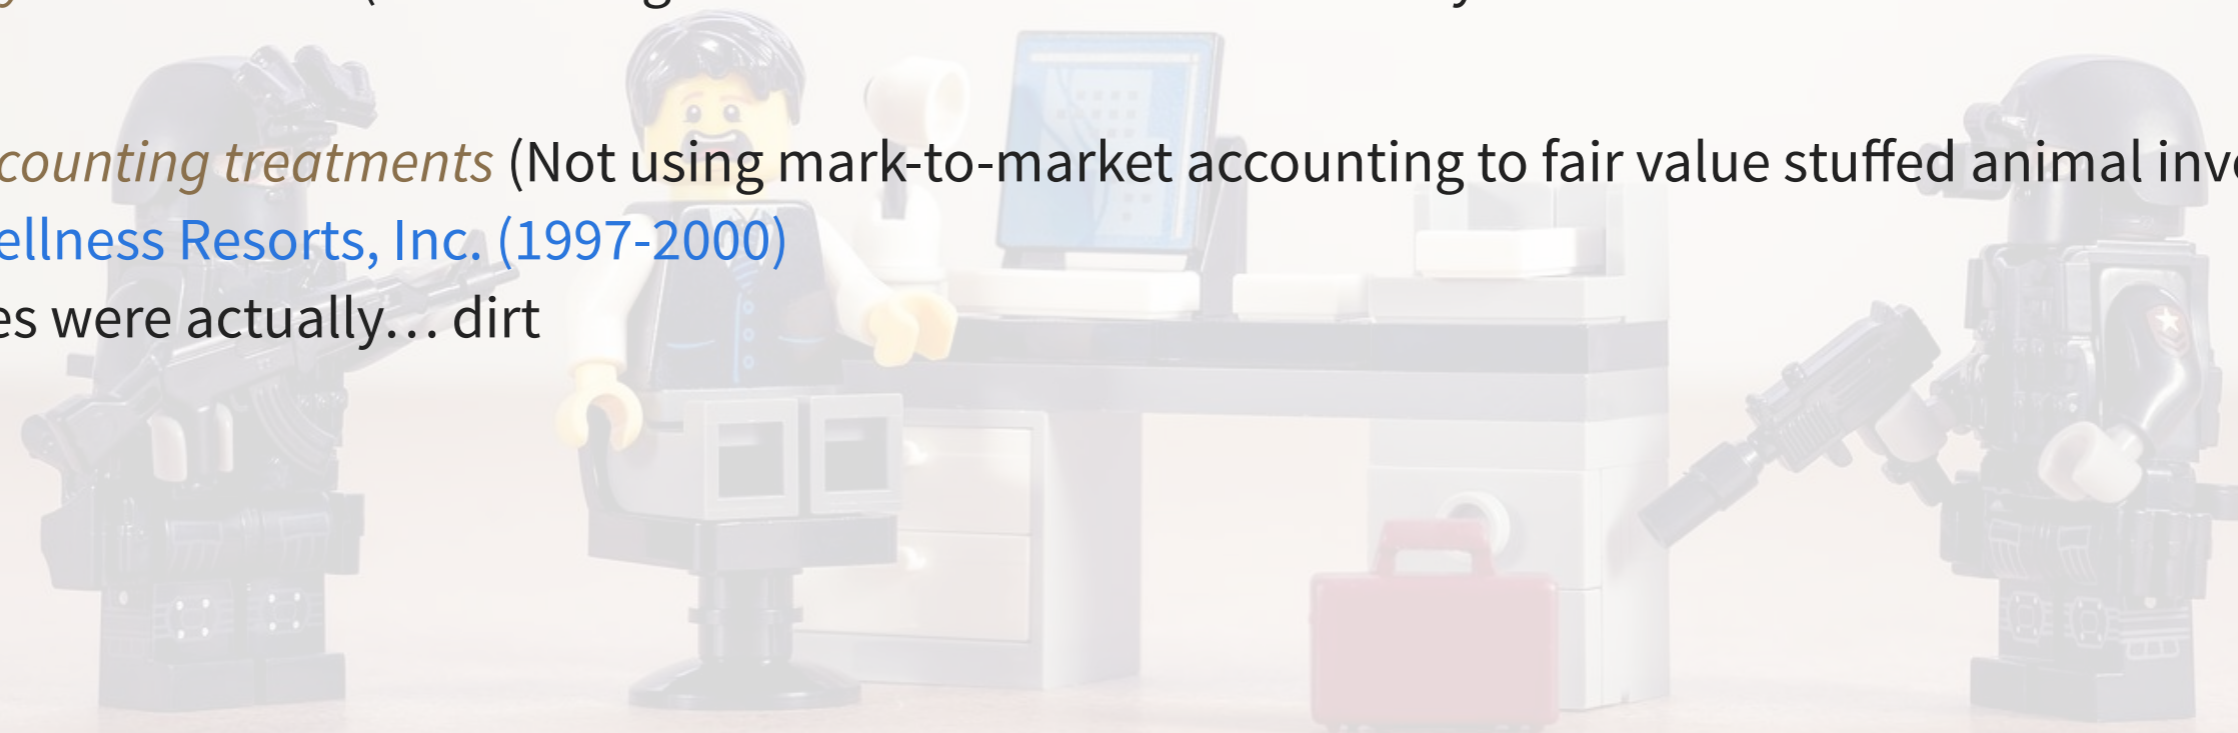 counting treatments (Not using mark-to-market accounting to fair value stuffed animal inv
ellness Resorts, Inc. (1997-2000)
es were actually… dirt